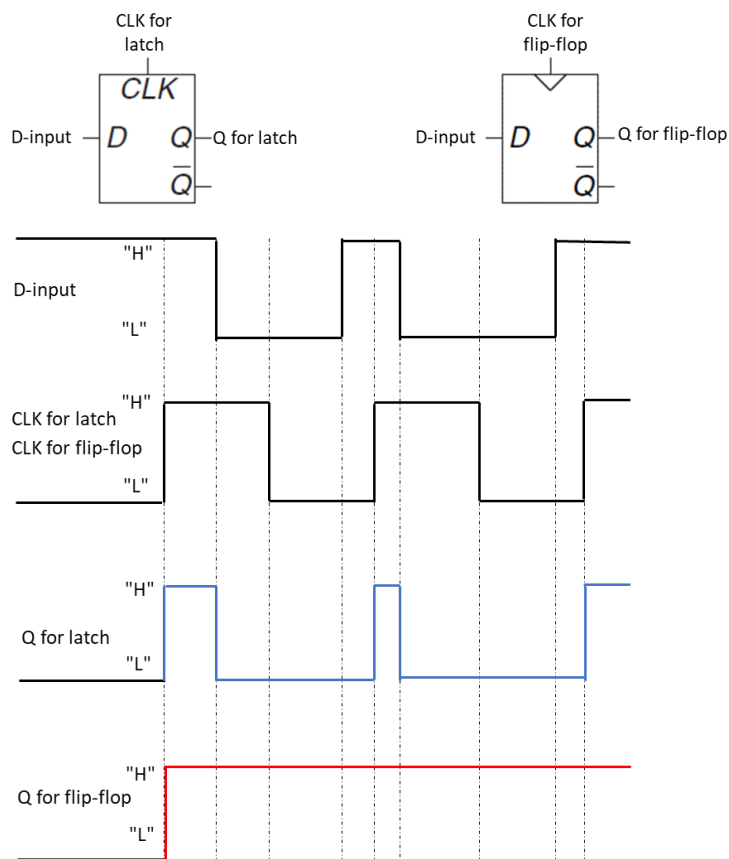 CLK for
latch
CLK for
flip-flop
CLK
D-input
D
Q
Q for latch
Q̅
D-input
D
Q
Q for flip-flop
Q̅
"H"
D-input
"L"
"H"
CLK for latch
CLK for flip-flop
"L"
"H"
Q for latch
"L"
"H"
Q for flip-flop
"L"